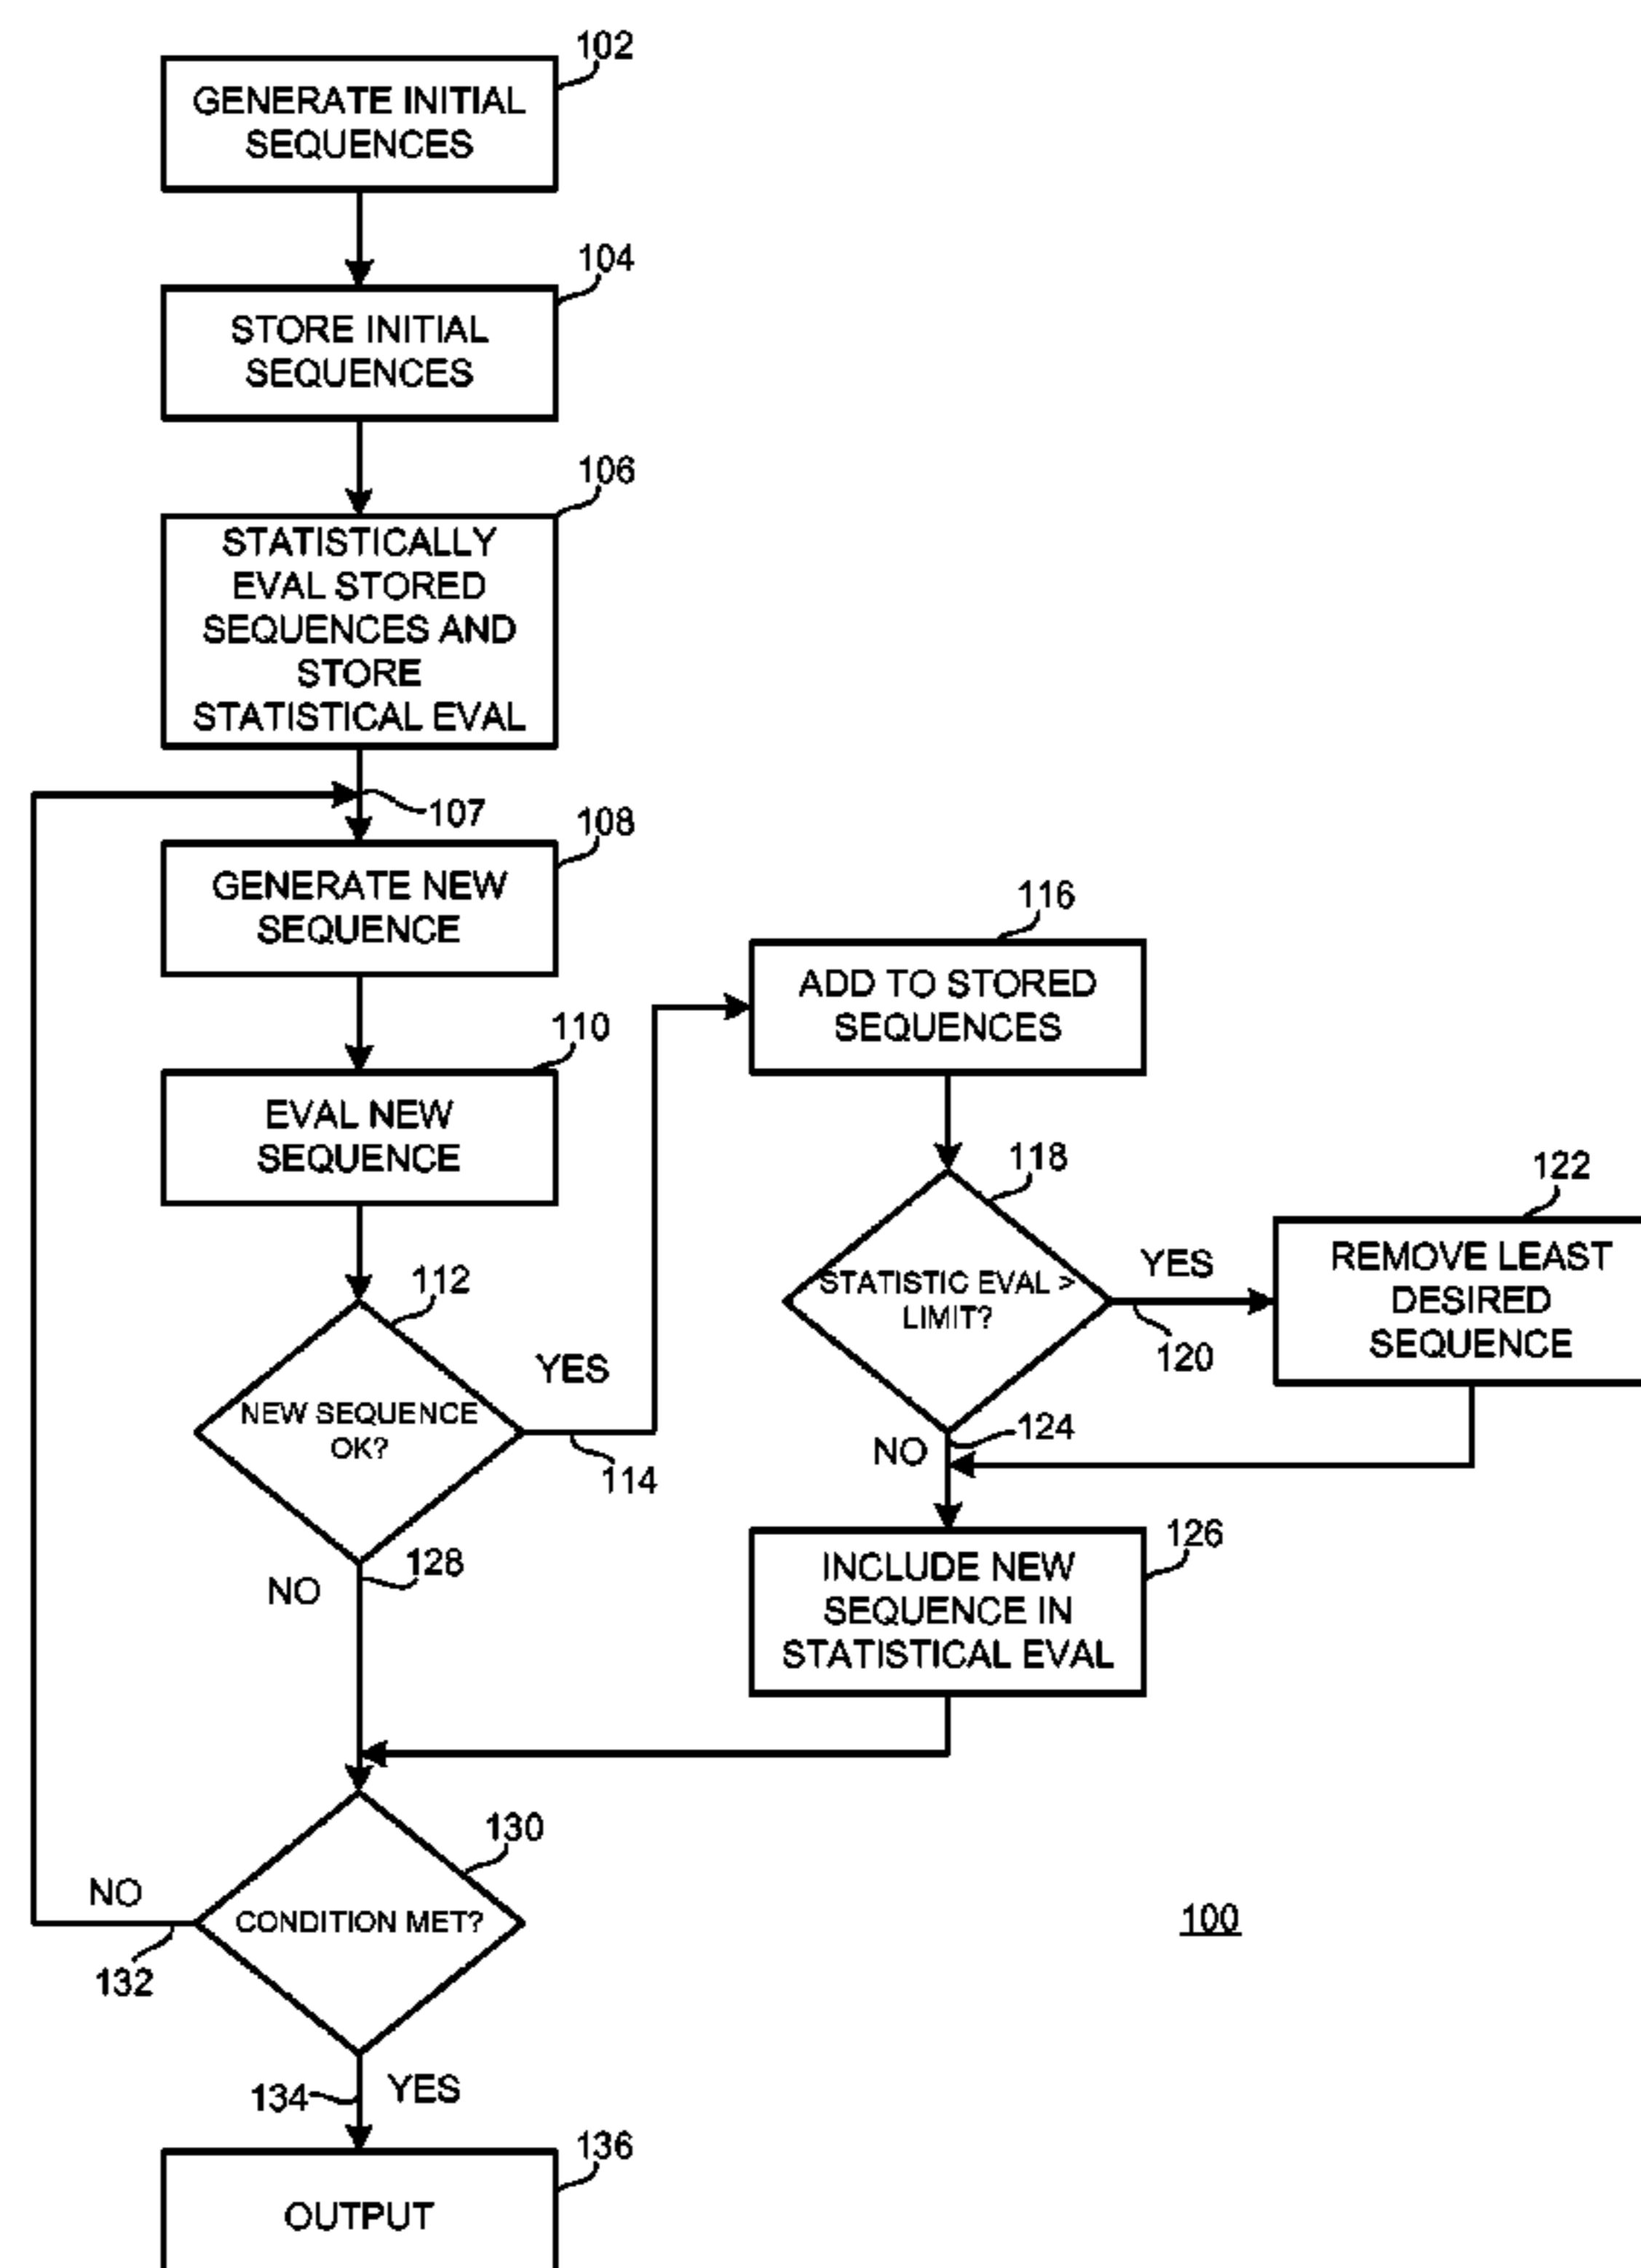 102
GENERATE INITIAL
SEQUENCES
104
STORE INITIAL
SEQUENCES
106
STATISTICALLY
EVAL STORED
SEQUENCES AND
STORE
STATISTICAL EVAL
107
108
GENERATE NEW
SEQUENCE
110
EVAL NEW
SEQUENCE
112
NEW SEQUENCE
OK?
YES
114
116
ADD TO STORED
SEQUENCES
118
STATISTIC EVAL >
LIMIT?
YES
120
122
REMOVE LEAST
DESIRED
SEQUENCE
NO
124
126
INCLUDE NEW
SEQUENCE IN
STATISTICAL EVAL
NO
128
130
CONDITION MET?
NO
132
100
134
YES
136
OUTPUT